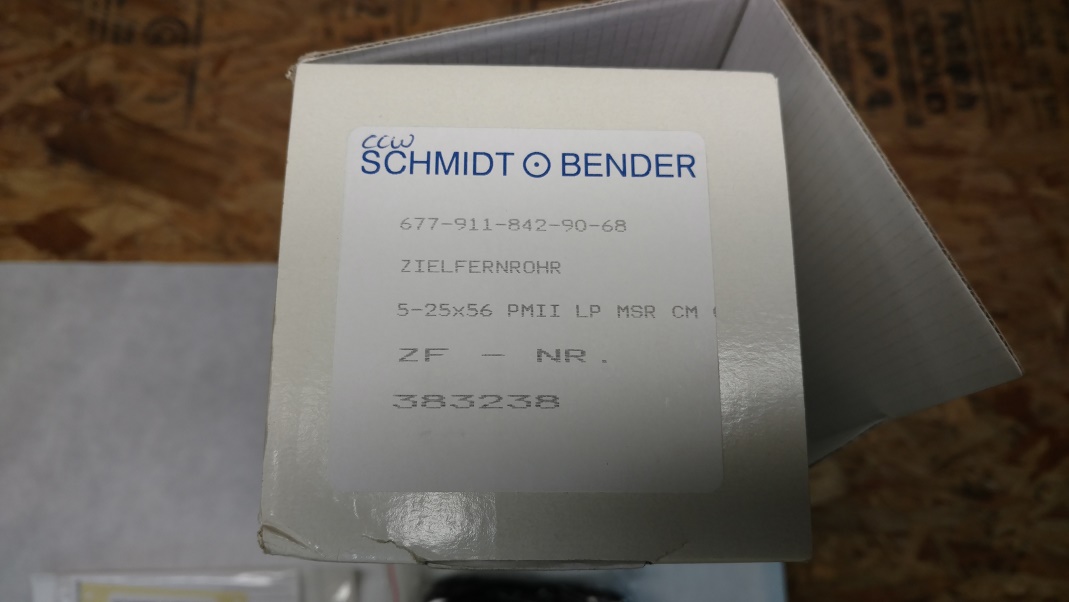 CCW
SCHMIDT BENDER
677-911-842-90-68
ZIELFERNROHR
5-25x56 PMII LP MSR CM
ZF - NR.
383238